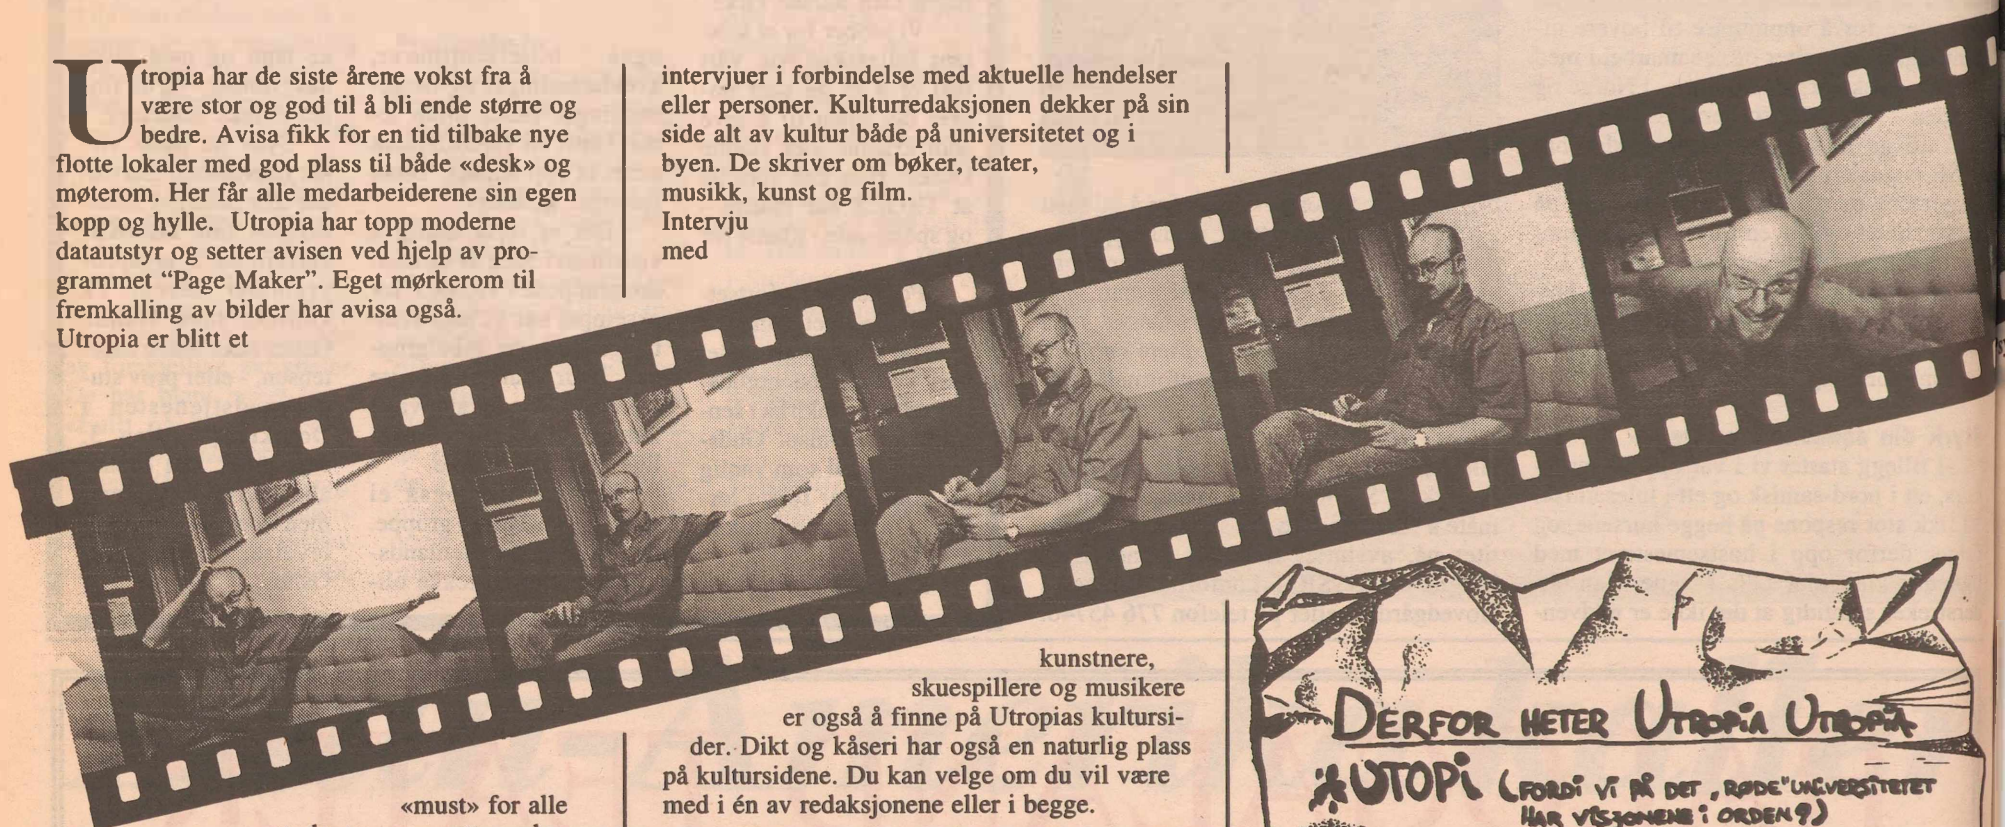 Utropia har de siste årene vokst fra å
være stor og god til å bli ende større og
bedre. Avisa fikk for en tid tilbake nye
flotte lokaler med god plass til både «desk» og
møterom. Her får alle medarbeiderene sin egen
kopp og hylle. Utropia har topp moderne
datautstyr og setter avisen ved hjelp av pro-
grammet “Page Maker”. Eget mørkerom til
fremkalling av bilder har avisa også.
Utropia er blitt et
«must» for alle
intervjuer i forbindelse med aktuelle hendelser
eller personer. Kulturredaksjonen dekker på sin
side alt av kultur både på universitetet og i
byen. De skriver om bøker, teater,
musikk, kunst og film.
Intervju
med
kunstnere,
skuespillere og musikere
er også å finne på Utropias kultursi-
der. Dikt og kåseri har også en naturlig plass
på kultursidene. Du kan velge om du vil være
med i én av redaksjonene eller i begge.
DERFOR HETER UTROPIA UTROPIA
*UTOPI (FORDI VI PÅ DET „RØDE" UNIVERSITETET
HAR VISJONENE I ORDEN?)